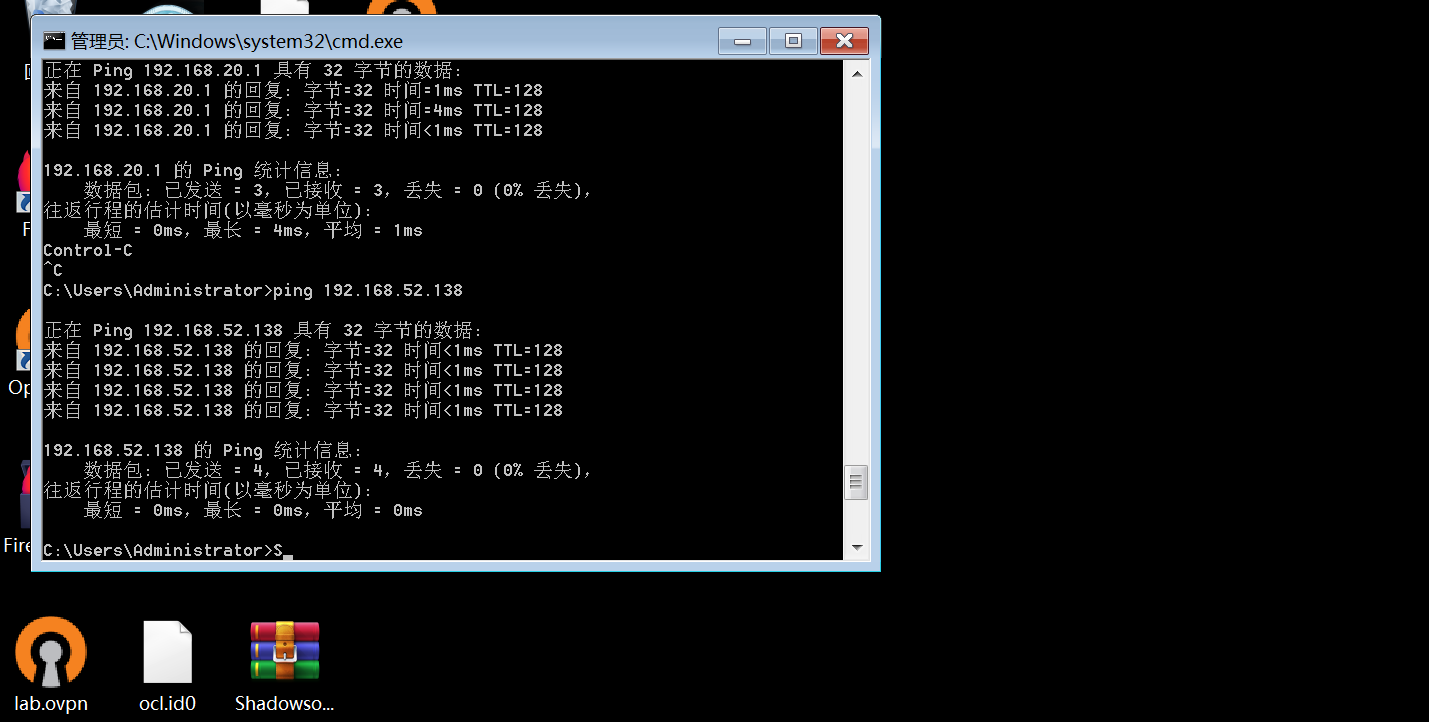 管理员: C:\Windows\system32\cmd.exe
正在 Ping 192.168.20.1 具有 32 字节的数据:
来自 192.168.20.1 的回复: 字节=32 时间=1ms TTL=128
来自 192.168.20.1 的回复: 字节=32 时间=4ms TTL=128
来自 192.168.20.1 的回复: 字节=32 时间<1ms TTL=128
192.168.20.1 的 Ping 统计信息:
数据包: 已发送 = 3，已接收 = 3，丢失 = 0 (0% 丢失)，
往返行程的估计时间(以毫秒为单位):
最短 = 0ms，最长 = 4ms，平均 = 1ms
Control-C
^C
C:\Users\Administrator>ping 192.168.52.138
正在 Ping 192.168.52.138 具有 32 字节的数据:
来自 192.168.52.138 的回复: 字节=32 时间<1ms TTL=128
来自 192.168.52.138 的回复: 字节=32 时间<1ms TTL=128
来自 192.168.52.138 的回复: 字节=32 时间<1ms TTL=128
来自 192.168.52.138 的回复: 字节=32 时间<1ms TTL=128
192.168.52.138 的 Ping 统计信息:
数据包: 已发送 = 4，已接收 = 4，丢失 = 0 (0% 丢失)，
往返行程的估计时间(以毫秒为单位):
最短 = 0ms，最长 = 0ms，平均 = 0ms
C:\Users\Administrator>S
Fire
lab.ovpn
ocl.id0
Shadowso...